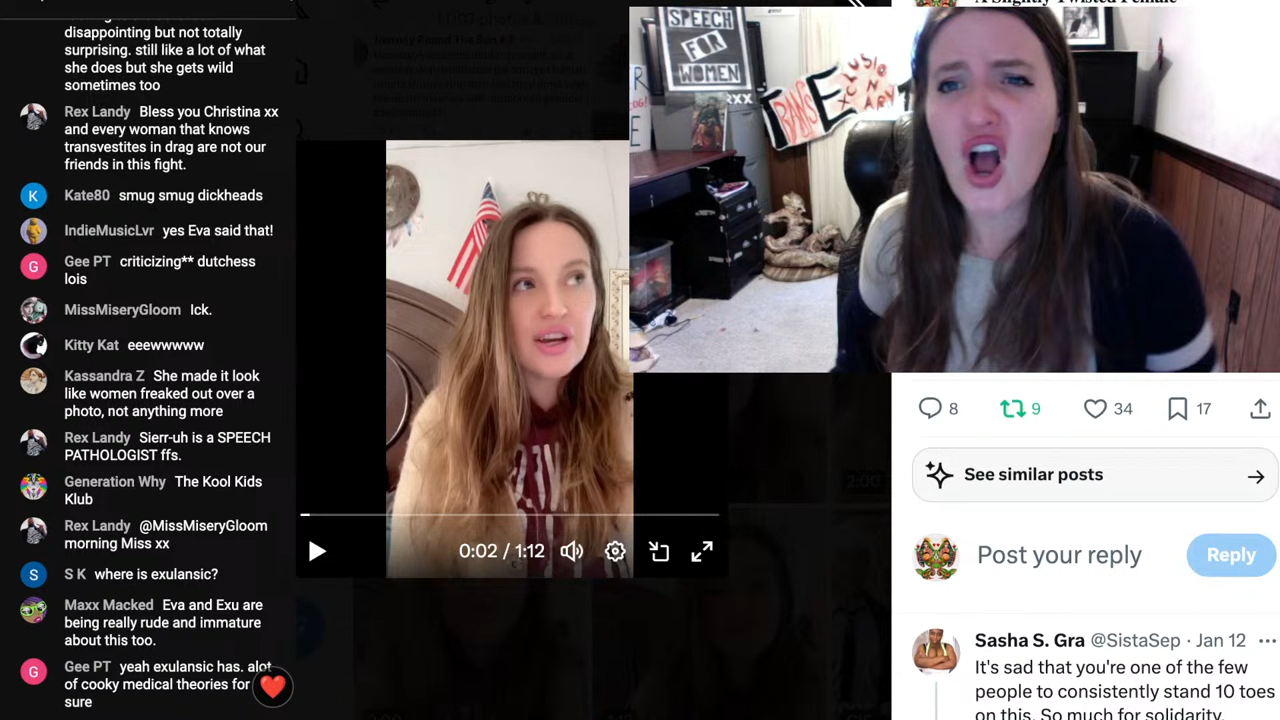 disappointing but not totally
surprising. still like a lot of what
she does but she gets wild
sometimes too
Rex Landy Bless you Christina xx
and every woman that knows
transvestites in drag are not our
friends in this fight.
K
Kate80 smug smug dickheads
IndieMusicLvr yes Eva said that!
G
Gee PT criticizing** dutchess
lois
MissMiseryGloom Ick.
Kitty Kat eeewwwww
Kassandra Z She made it look
like women freaked out over a
photo, not anything more
Rex Landy Sierr-uh is a SPEECH
PATHOLOGIST ffs.
Generation Why The Kool Kids
Klub
Rex Landy @MissMiseryGloom
morning Miss xx
S
S K where is exulansic?
Maxx Macked Eva and Exu are
being really rude and immature
about this too.
G
Gee PT yeah exulansic has. alot
of cooky medical theories for
sure
0:02 / 1:12
SPEECH
FOR
WOMEN
XX
TRANS
EXCLUSIONARY
A Slightly Twisted Female
8
9
34
17
See similar posts
Post your reply
Reply
Sasha S. Gra @SistaSep · Jan 12
It's sad that you're one of the few
people to consistently stand 10 toes
on this. So much for solidarity.